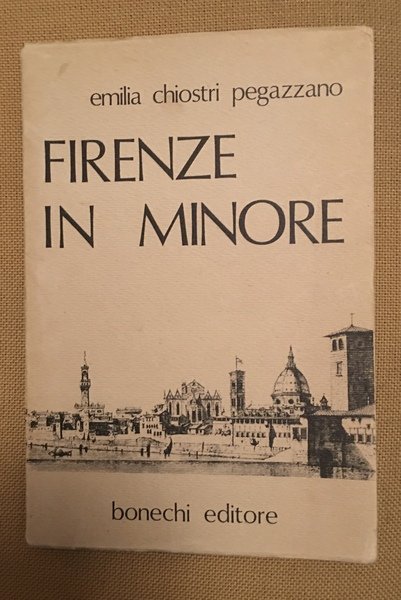 emilia chiostri pegazzano
FIRENZE
IN MINORE
bonechi editore